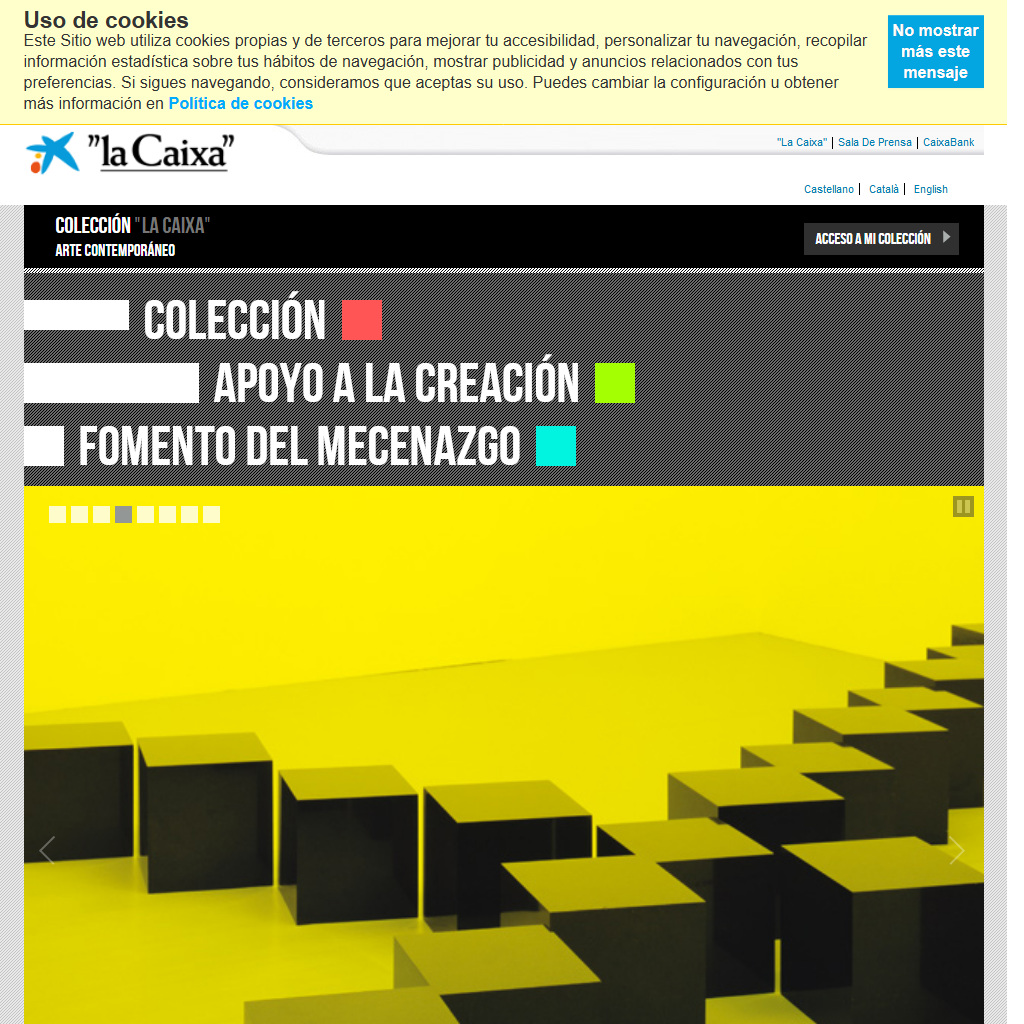 Uso de cookies
Este Sitio web utiliza cookies propias y de terceros para mejorar tu accesibilidad, personalizar tu navegación, recopilar
información estadística sobre tus hábitos de navegación, mostrar publicidad y anuncios relacionados con tus
preferencias. Si sigues navegando, consideramos que aceptas su uso. Puedes cambiar la configuración u obtener
más información en Política de cookies
No mostrar
más este
mensaje
"la Caixa"
"La Caixa" | Sala De Prensa | CaixaBank
Castellano | Català | English
COLECCIÓN "LA CAIXA"
ARTE CONTEMPORÁNEO
ACCESO A MI COLECCIÓN
COLECCIÓN
APOYO A LA CREACIÓN
FOMENTO DEL MECENAZGO